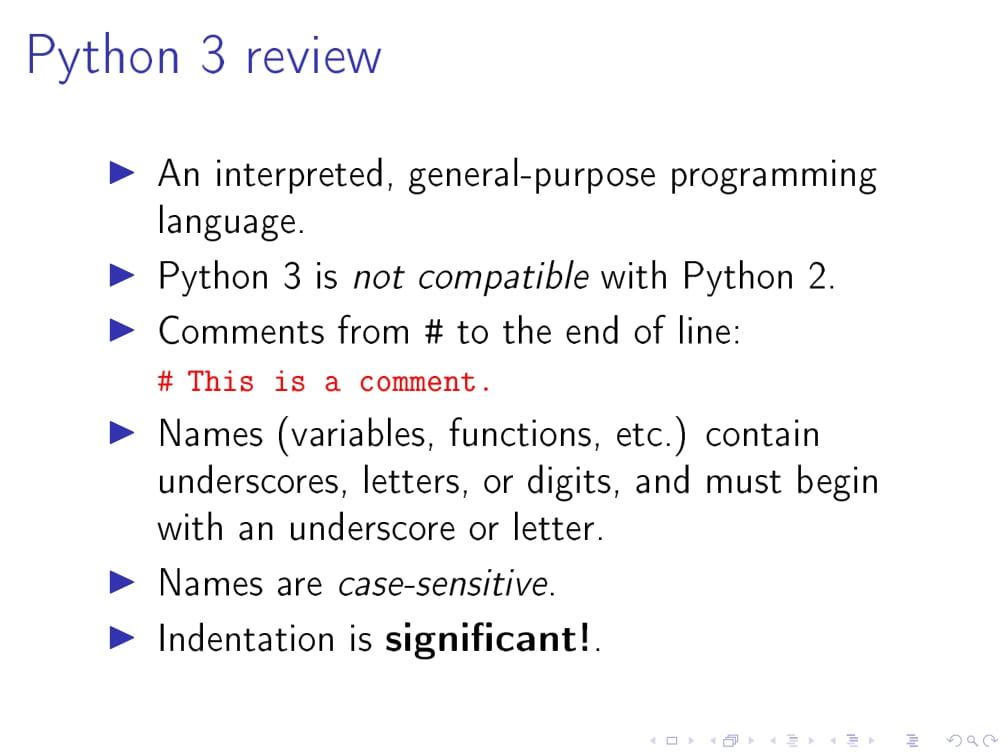 Python 3 review
An interpreted, general-purpose programming
language.
Python 3 is not compatible with Python 2.
Comments from # to the end of line:
# This is a comment.
Names (variables, functions, etc.) contain
underscores, letters, or digits, and must begin
with an underscore or letter.
Names are case-sensitive.
Indentation is significant!.